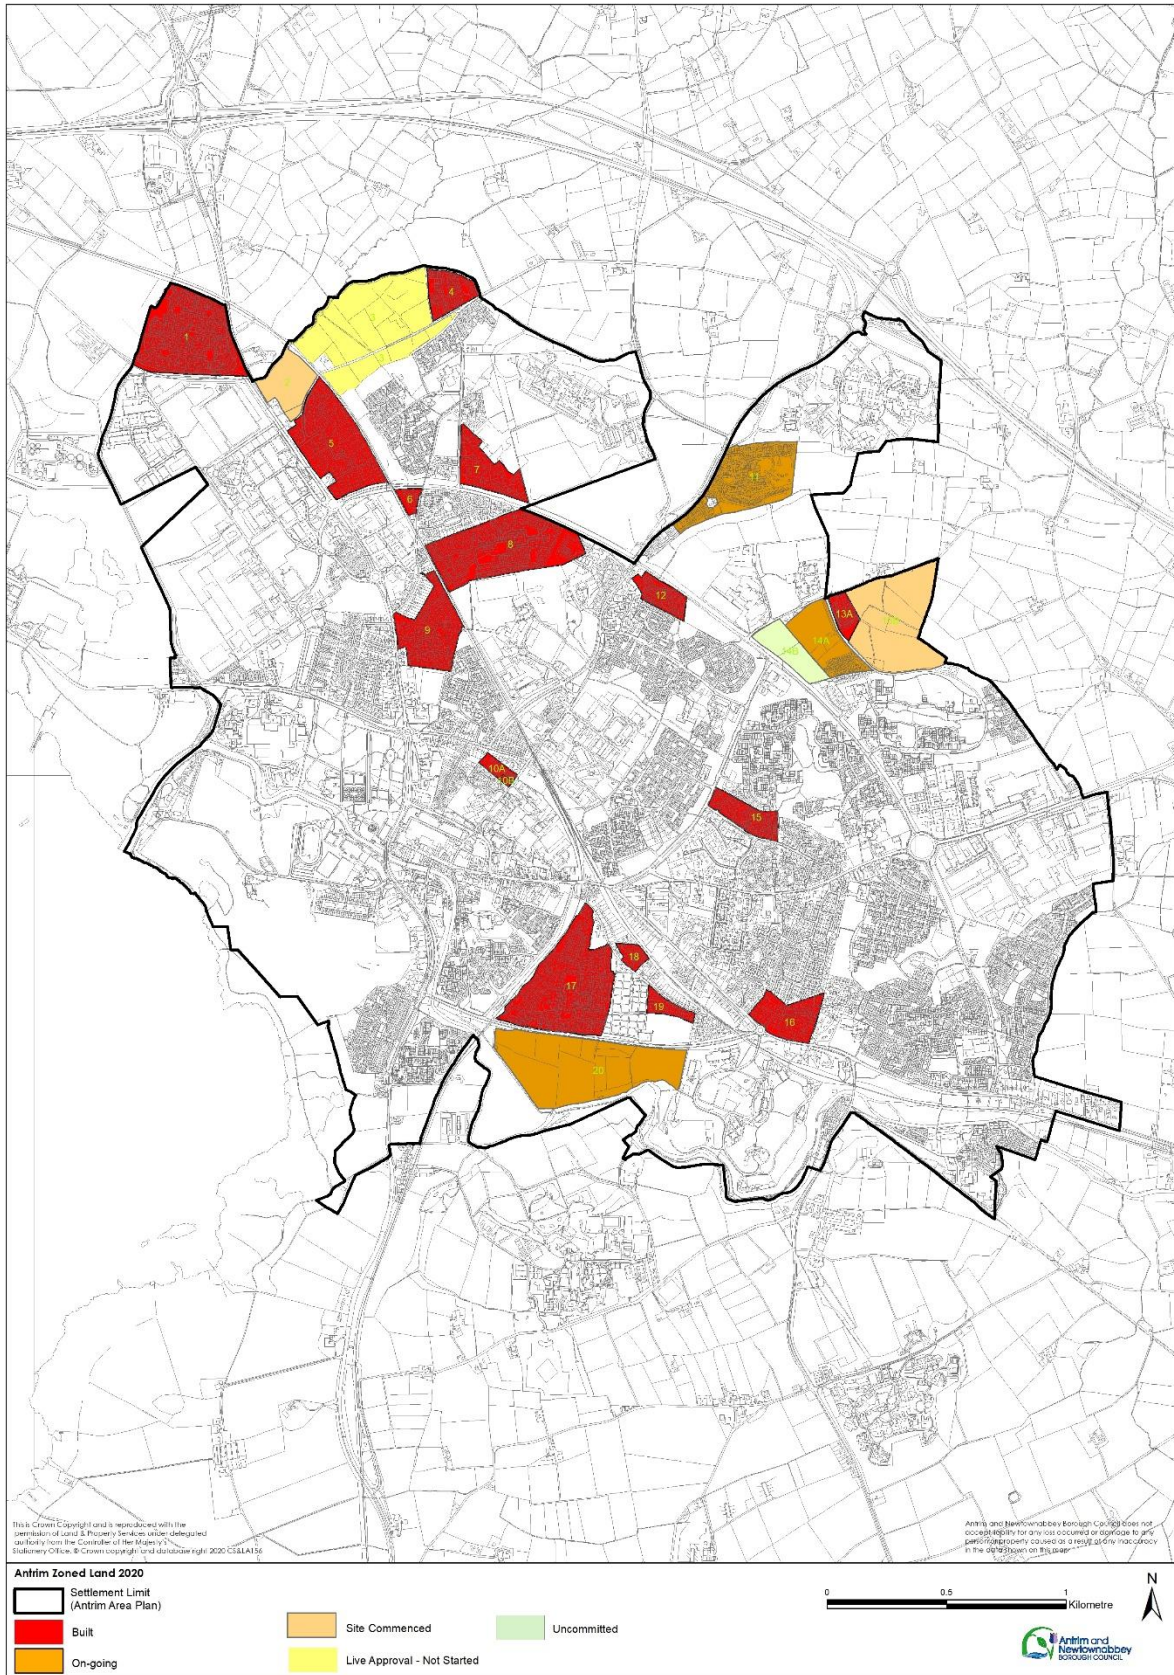 4
1
3
3
2
5
7
6
11
8
12
13A
13B
9
14A
14B
10A
10B
15
18
17
19
16
20
This is Crown Copyright and is reproduced with the
permission of Land & Property Services under delegated
authority from the Controller of Her Majesty's
Stationery Office, © Crown copyright and database right 2020 CS&LA156
Antrim and Newtownabbey Borough Council does not
accept liability for any loss occurred or damage to any
person/property caused as a result of any inaccuracy
in the data shown on this map
Antrim Zoned Land 2020
Settlement Limit
(Antrim Area Plan)
Built
On-going
Site Commenced
Live Approval - Not Started
Uncommitted
0 0.5 1
Kilometre
N
Antrim and
Newtownabbey
BOROUGH COUNCIL